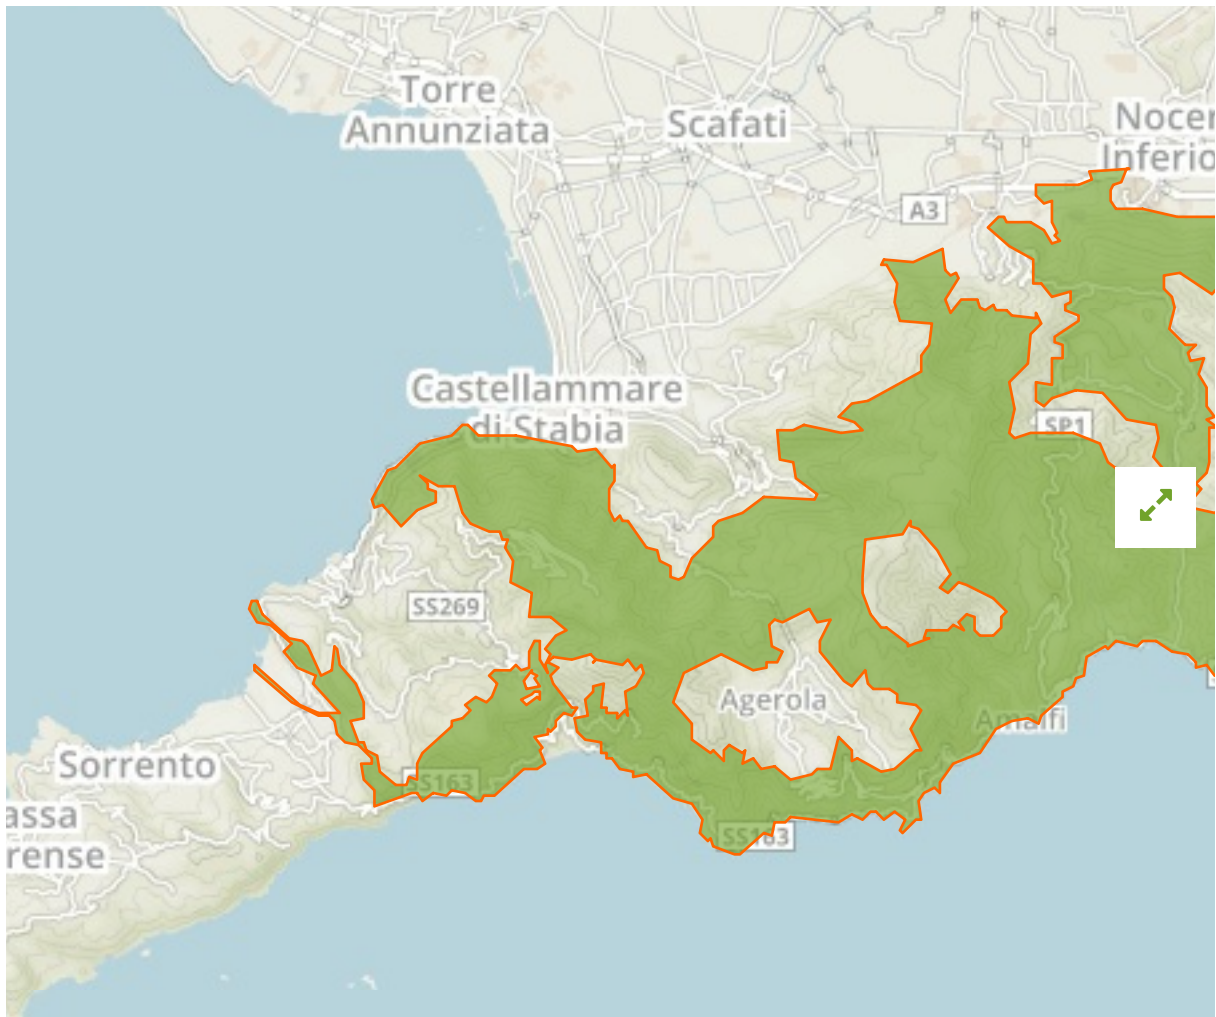 Torre
Annunziata
Scafati
Nocer
Inferio
A3
Castellammare
di Stabia
SP1
SS269
Agerola
Amalfi
Sorrento
SS163
assa
rense
SS163